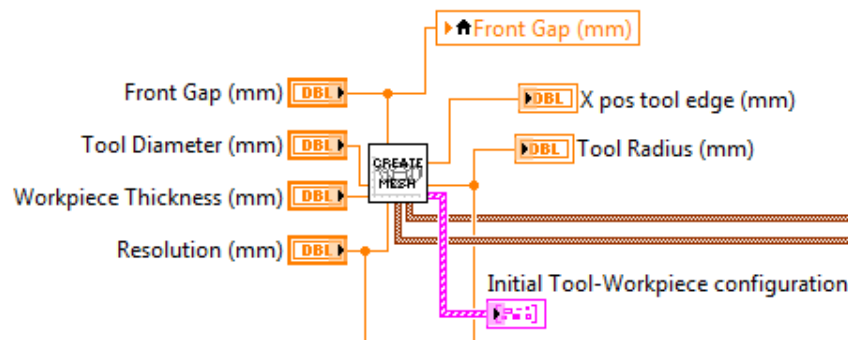 Front Gap (mm)
Front Gap (mm) DBL
DBL X pos tool edge (mm)
Tool Diameter (mm) DBL
DBL Tool Radius (mm)
CREATE
MESH
Workpiece Thickness (mm) DBL
Resolution (mm) DBL
Initial Tool-Workpiece configuration